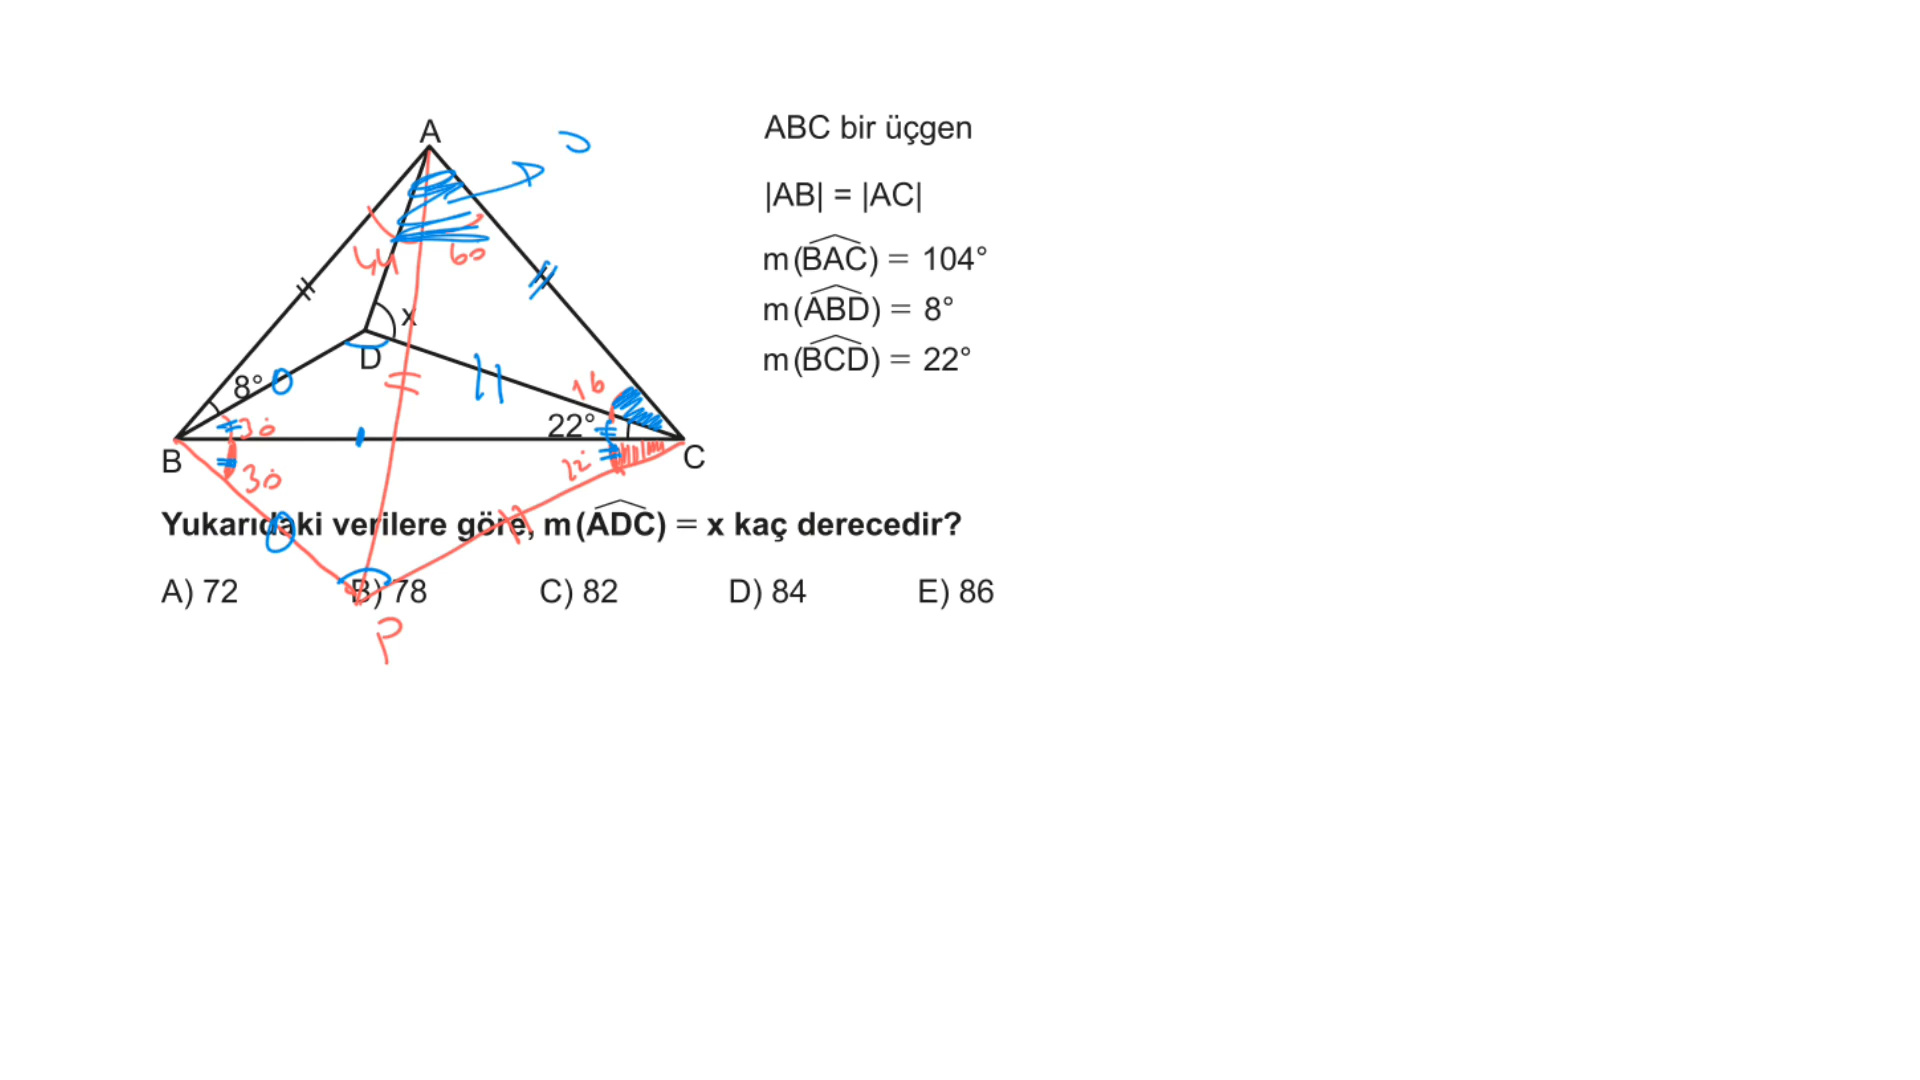 A
44
60
x
D
8°
30
16
22°
B
C
30
22
P
ABC bir üçgen
|AB| = |AC|
m(BAC) = 104°
m(ABD) = 8°
m(BCD) = 22°
Yukarıdaki verilere göre, m(ADC) = x kaç derecedir?
A) 72 B) 78 C) 82 D) 84 E) 86